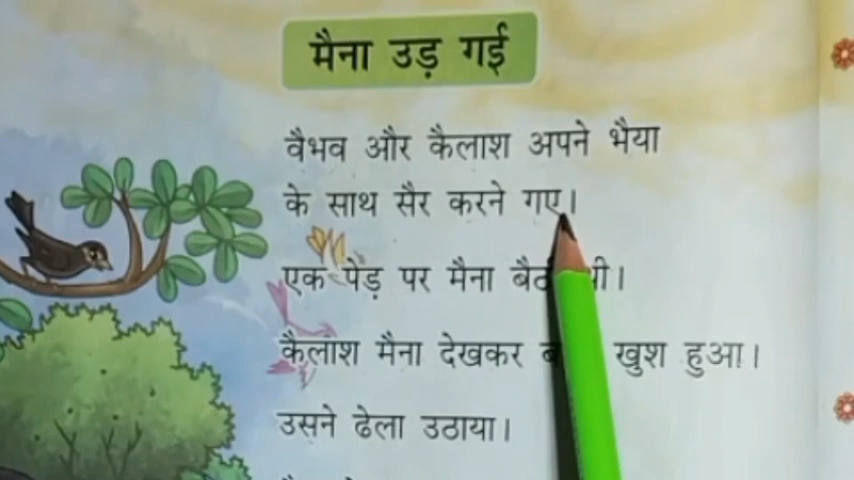 मैना उड़ गई
वैभव और कैलाश अपने भैया
के साथ सैर करने गए।
एक पेड़ पर मैना बैठी थी।
कैलाश मैना देखकर खुश हुआ।
उसने ढेला उठाया।